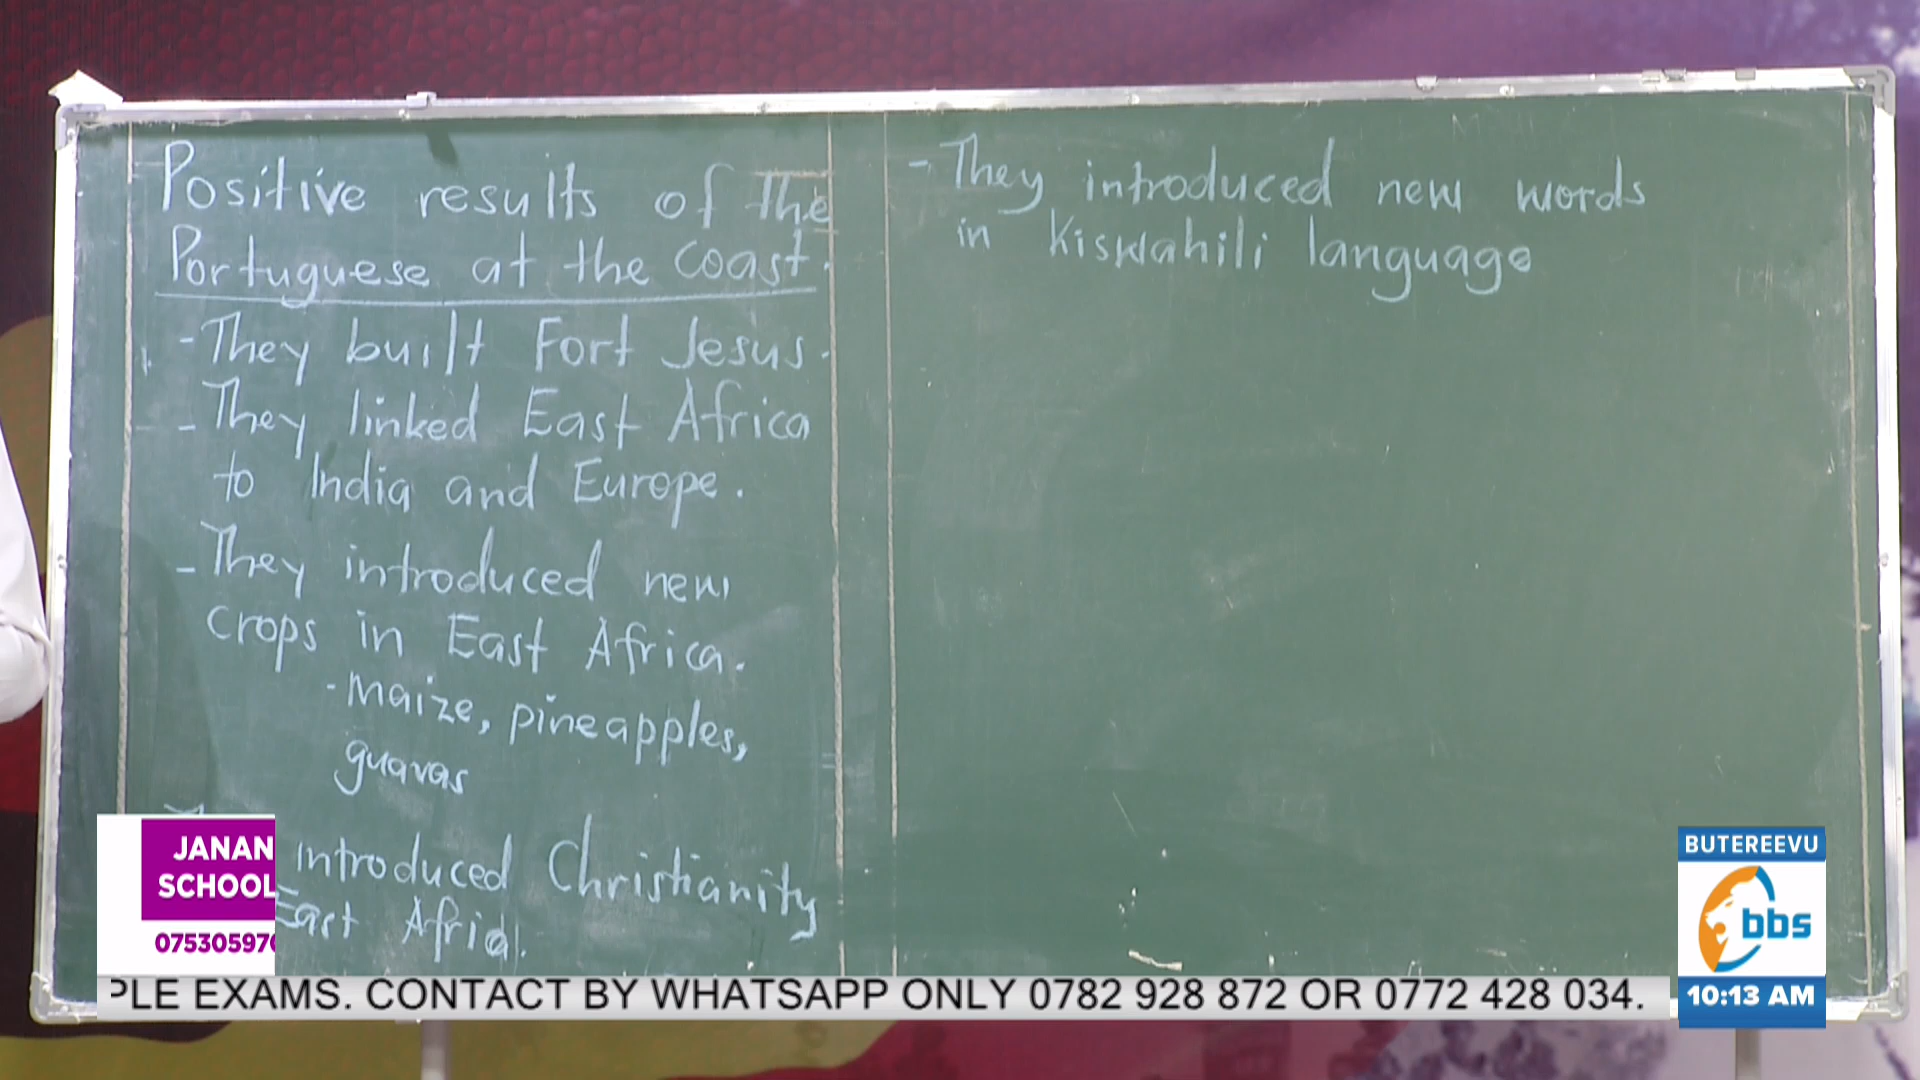 Positive results of the
Portuguese at the coast.
- They built Fort Jesus.
- They linked East Africa
to India and Europe.
- They introduced new
crops in East Africa.
- Maize, pineapples,
guavas
introduced Christianity
East Africa.
- They introduced new words
in Kiswahili language
JANAN
SCHOOL
07530597
PLE EXAMS. CONTACT BY WHATSAPP ONLY 0782 928 872 OR 0772 428 034.
BUTEREEVU
bbs
10:13 AM